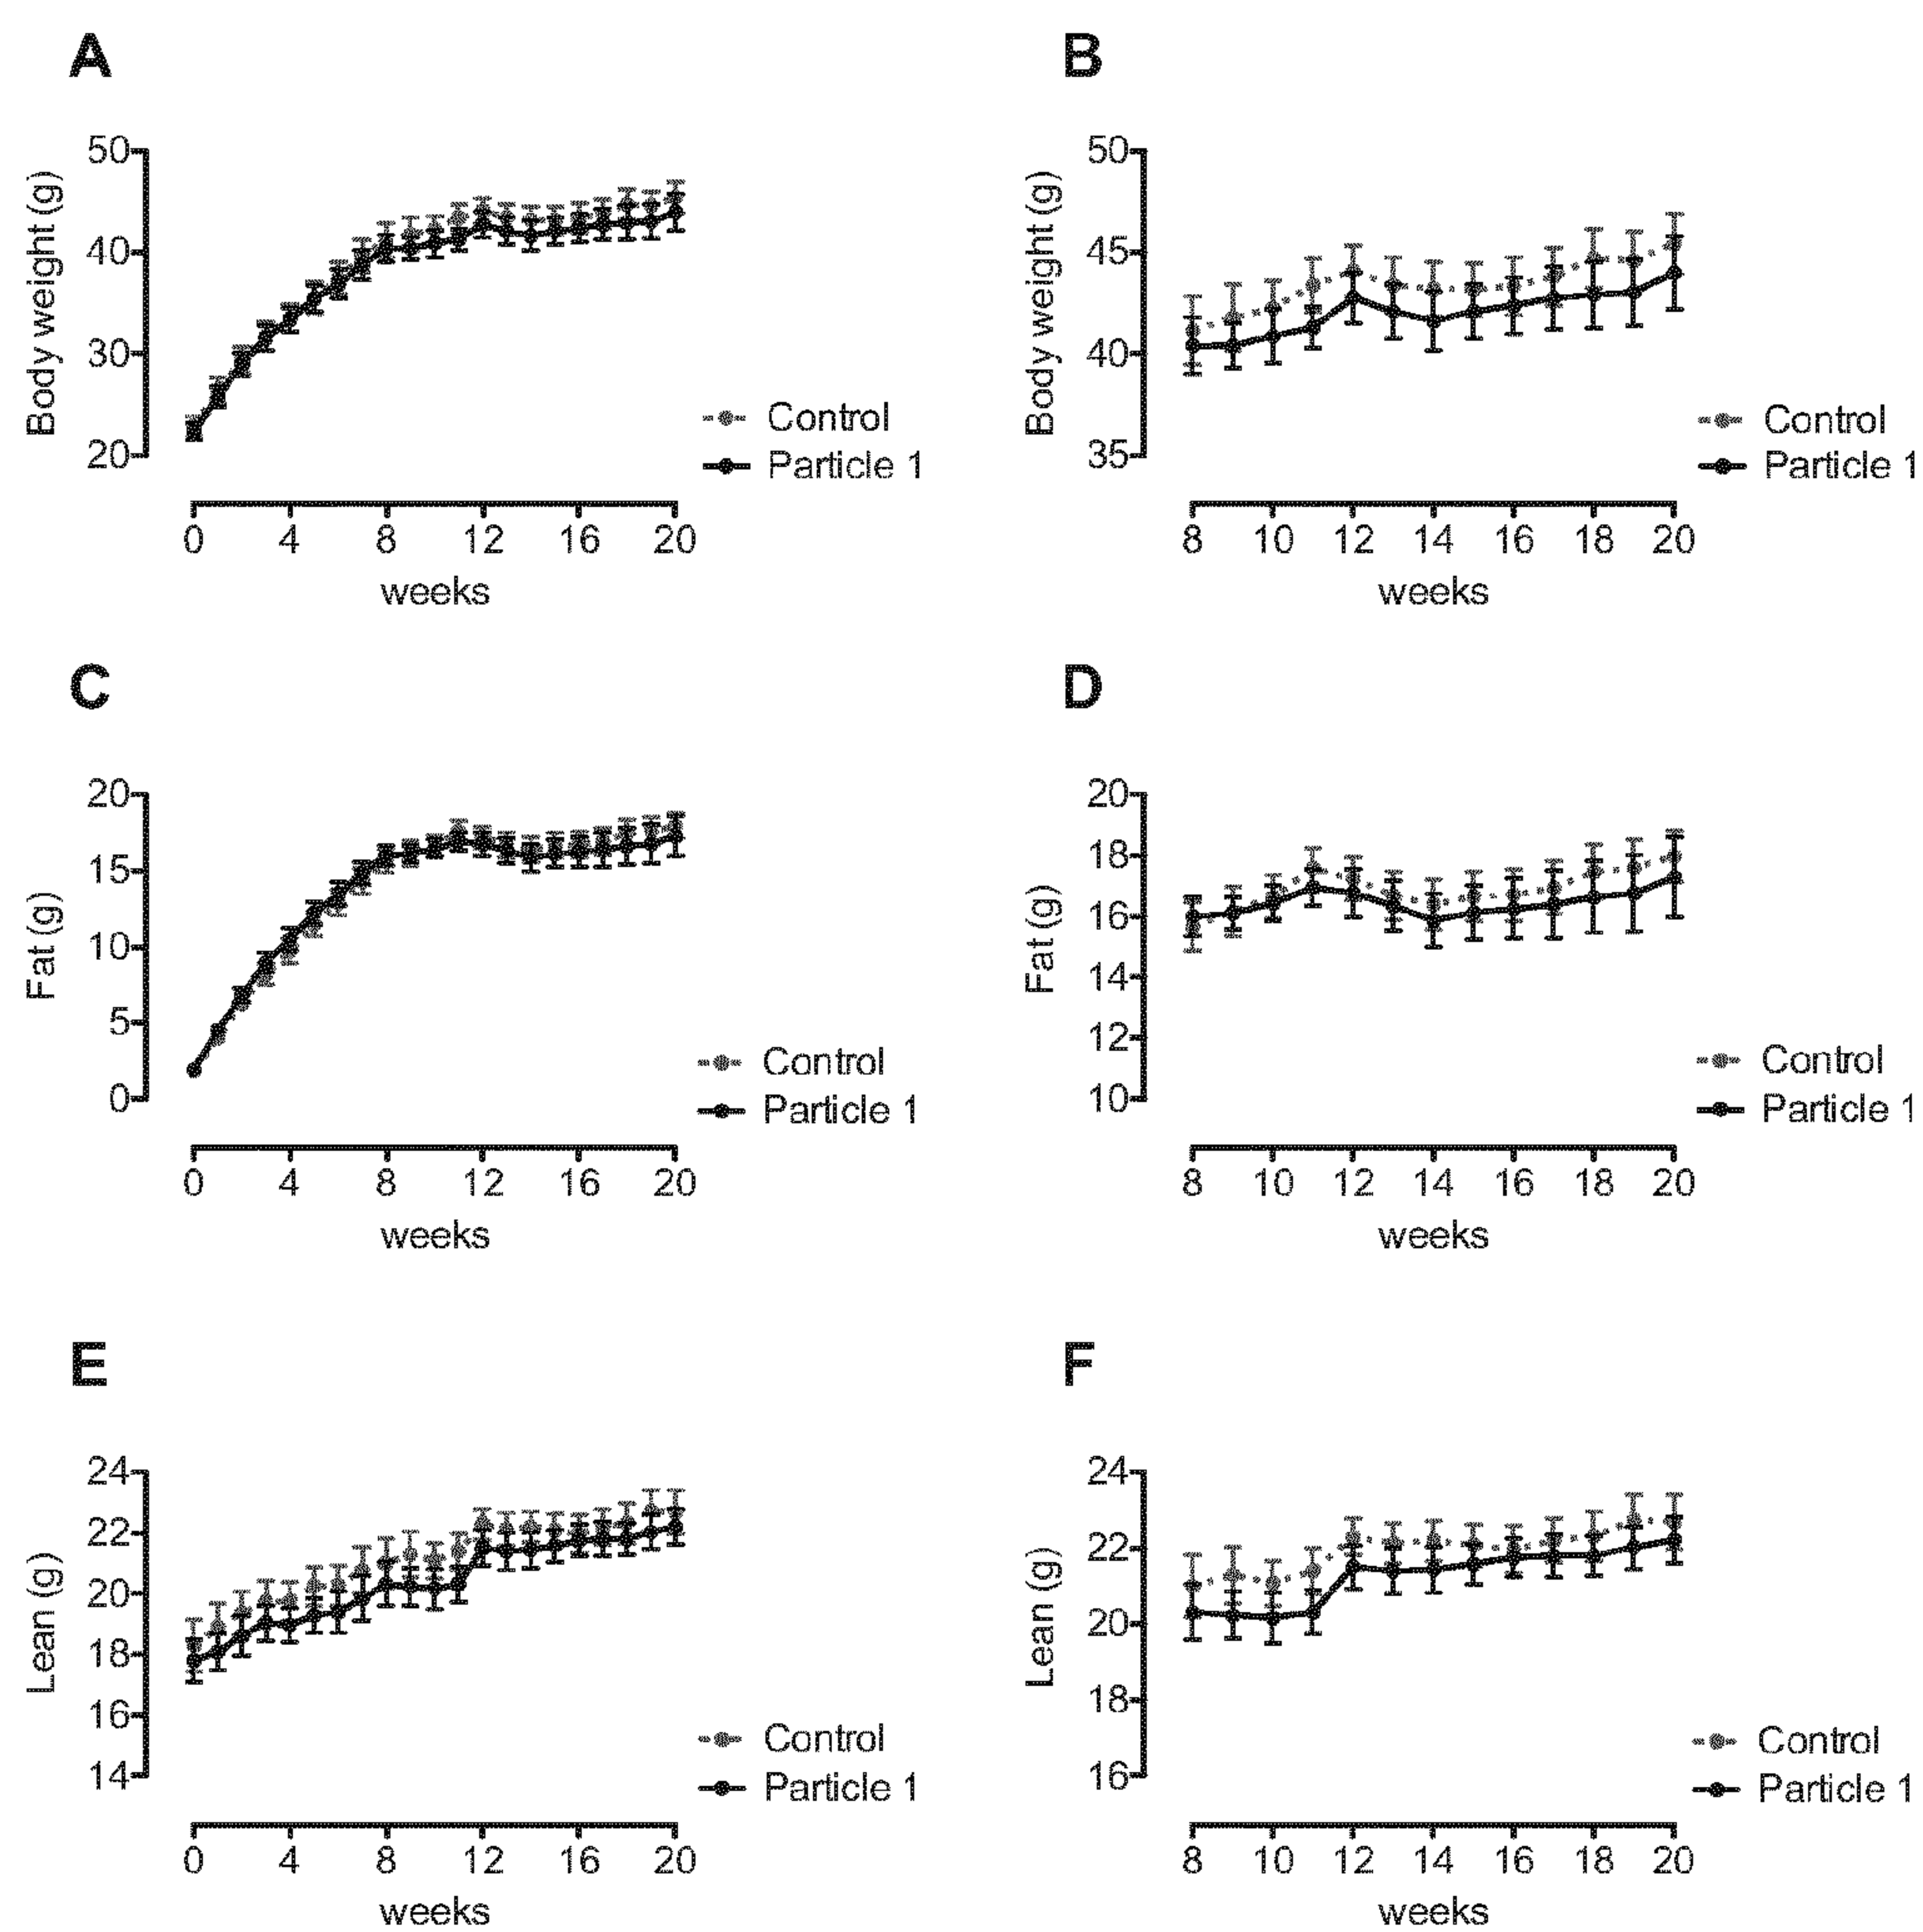 A
Body weight (g)
50
40
30
20
0 4 8 12 16 20
weeks
Control
Particle 1
B
Body weight (g)
50
45
40
35
8 10 12 14 16 18 20
weeks
Control
Particle 1
C
Fat (g)
20
15
10
5
0
0 4 8 12 16 20
weeks
Control
Particle 1
D
Fat (g)
20
18
16
14
12
10
8 10 12 14 16 18 20
weeks
Control
Particle 1
E
Lean (g)
24
22
20
18
16
14
0 4 8 12 16 20
weeks
Control
Particle 1
F
Lean (g)
24
22
20
18
16
8 10 12 14 16 18 20
weeks
Control
Particle 1